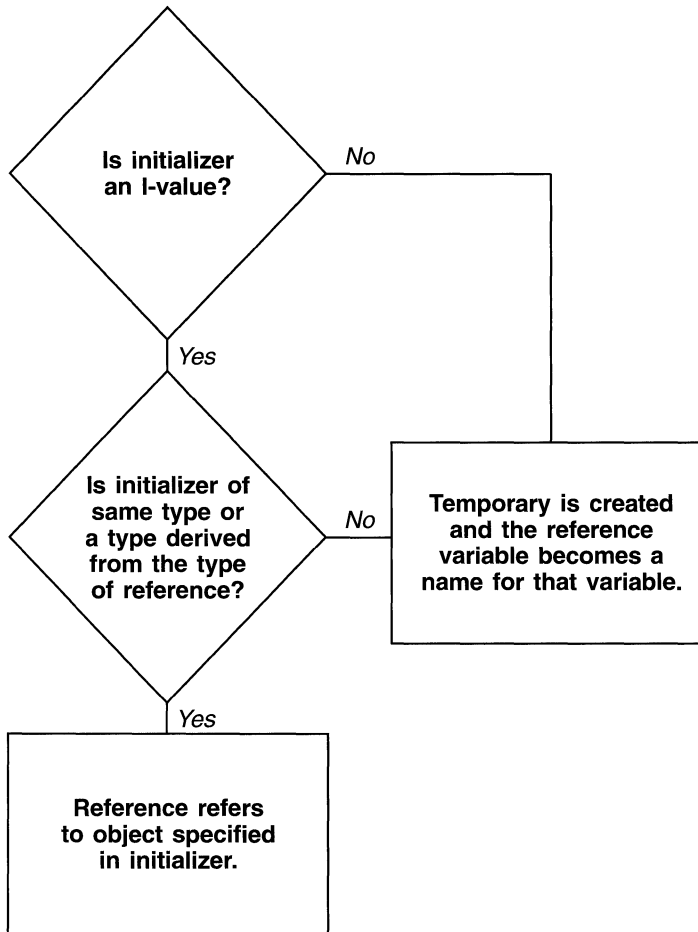 Is initializer
an l-value?
No
Yes
Is initializer of
same type or
a type derived
from the type
of reference?
No
Temporary is created
and the reference
variable becomes a
name for that variable.
Yes
Reference refers
to object specified
in initializer.